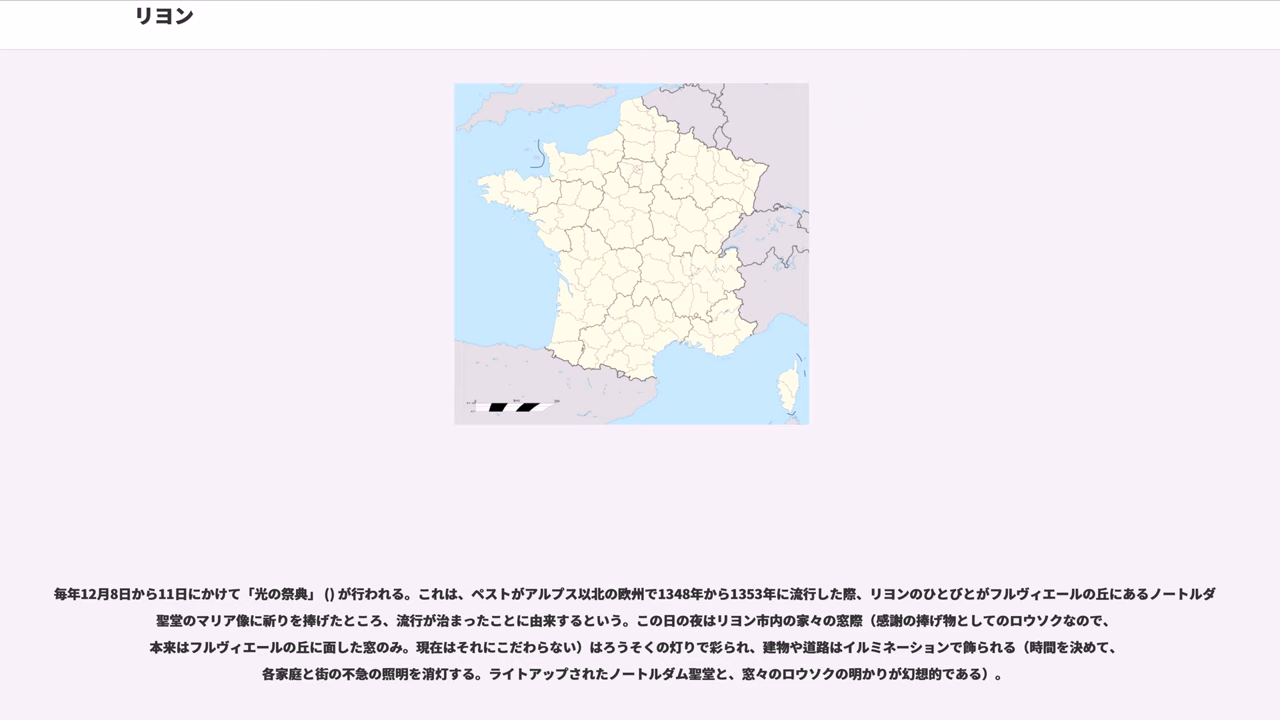 リヨン
毎年12月8日から11日にかけて「光の祭典」 () が行われる。これは、ペストがアルプス以北の欧州で1348年から1353年に流行した際、リヨンのひとびとがフルヴィエールの丘にあるノートルダ
聖堂のマリア像に祈りを捧げたところ、流行が治まったことに由来するという。この日の夜はリヨン市内の家々の窓際（感謝の捧げ物としてのロウソクなので、
本来はフルヴィエールの丘に面した窓のみ。現在はそれにこだわらない）はろうそくの灯りで彩られ、建物や道路はイルミネーションで飾られる（時間を決めて、
各家庭と街の不急の照明を消灯する。ライトアップされたノートルダム聖堂と、窓々のロウソクの明かりが幻想的である）。